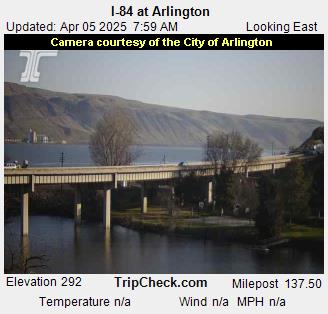 I-84 at Arlington
Updated: Apr 05 2025 7:59 AM Looking East
Camera courtesy of the City of Arlington
Elevation 292 TripCheck.com Milepost 137.50
Temperature n/a Wind n/a MPH n/a